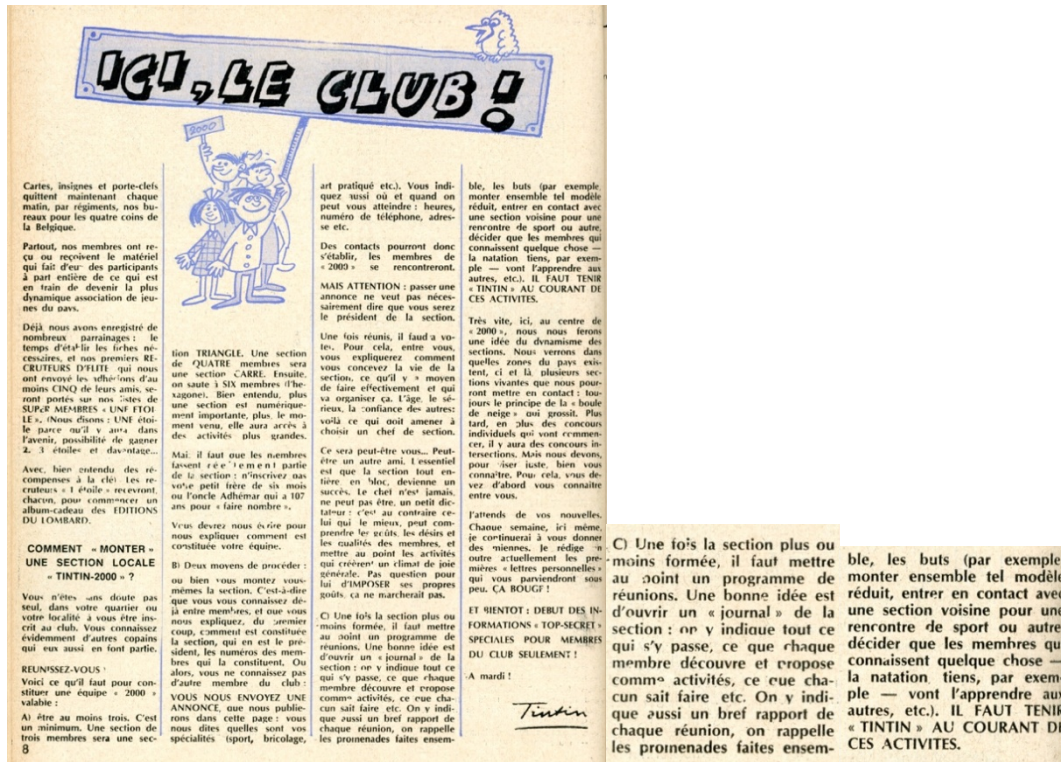 ICI, LE CLUB !
2000
Cartes, insignes et porte-clefs
quittent maintenant chaque
matin, par régiments, nos bu-
reaux pour les quatre coins de
la Belgique.
Partout, nos membres ont re-
çu ou reçoivent le matériel
qui fait d'eux des participants
à part entière de ce qui est
en train de devenir la plus
dynamique association de jeu-
nes du pays.
Déjà nous avons enregistré de
nombreux parrainages : le
temps d'établir les fiches né-
cessaires, et nos premiers RE-
CRUTEURS D'ELITE qui nous
ont envoyé les adhésions d'au
moins CINQ de leurs amis, se-
ront portés sur nos listes de
SUPER MEMBRES « UNE ETOI-
LE ». (Nous disons : UNE étoi-
le parce qu'il y aura dans
l'avenir, possibilité de gagner
2, 3 étoiles et davantage...
Avec, bien entendu des ré-
compenses à la clé) Les re-
cruteurs « 1 étoile » recevront,
chacun, pour commencer un
album-cadeau des EDITIONS
DU LOMBARD.
COMMENT « MONTER »
UNE SECTION LOCALE
« TINTIN-2000 » ?
Vous n'êtes sans doute pas
seul, dans votre quartier ou
votre localité à vous être ins-
crit au club. Vous connaissez
évidemment d'autres copains
qui eux aussi en font partie.
REUNISSEZ-VOUS !
Voici ce qu'il faut pour con-
stituer une équipe « 2000 »
valable :
A) être au moins trois. C'est
un minimum. Une section de
trois membres sera une sec-
8
tion TRIANGLE. Une section
de QUATRE membres sera
une section CARRE. Ensuite,
on saute à SIX membres (l'he-
xagone). Bien entendu, plus
une section est numérique-
ment importante, plus, le mo-
ment venu, elle aura accès à
des activités plus grandes.
Mais il faut que les membres
fassent réellement partie
de la section : n'inscrivez pas
votre petit frère de six mois
ou l'oncle Adhémar qui a 107
ans pour « faire nombre ».
Vous devrez nous écrire pour
nous expliquer comment est
constituée votre équipe.
B) Deux moyens de procéder :
ou bien vous montez vous-
mêmes la section. C'est-à-dire
que vous vous connaissez dé-
jà entre membres, et que vous
nous expliquez, du premier
coup, comment est constituée
la section, qui en est le pré-
sident, les numéros des mem-
bres qui la constituent. Ou
alors, vous ne connaissez pas
d'autre membre du club :
VOUS NOUS ENVOYEZ UNE
ANNONCE, que nous publie-
rons dans cette page : vous
nous dites quelles sont vos
spécialités (sport, bricolage,
art pratiqué etc.). Vous indi-
quez aussi où et quand on
peut vous atteindre : heures,
numéro de téléphone, adres-
se etc.
Des contacts pourront donc
s'établir, les membres de
« 2000 » se rencontreront.
MAIS ATTENTION : passer une
annonce ne veut pas néces-
sairement dire que vous serez
le président de la section.
Une fois réunis, il faud a vo-
tes. Pour cela, entre vous,
vous expliquerez comment
vous concevez la vie de la
section, ce qu'il y a moyen
de faire effectivement et qui
va organiser ça. L'âge, le sé-
rieux, la confiance des autres:
voilà ce qui doit amener à
choisir un chef de section.
Ce sera peut-être vous... Peut-
être un autre ami. L'essentiel
est que la section tout en-
tière en bloc, devienne un
succès. Le chef n'est jamais,
ne peut pas être, un petit dic-
tateur : c'est au contraire ce-
lui qui le mieux, peut com-
prendre les goûts, les désirs et
les qualités des membres, et
mettre au point les activités
qui créeront un climat de joie
générale. Pas question pour
lui d'IMPOSER ses propres
goûts, ça ne marcherait pas.
C) Une fois la section plus ou
moins formée, il faut mettre
au point un programme de
réunions. Une bonne idée est
d'ouvrir un « journal » de la
section : on y indique tout ce
qui s'y passe, ce que chaque
membre découvre et propose
comme activités, ce que cha-
cun sait faire etc. On y indi-
que aussi un bref rapport de
chaque réunion, on rappelle
les promenades faites ensem-
ble, les buts (par exemple
monter ensemble tel modèle
réduit, entrer en contact avec
une section voisine pour une
rencontre de sport ou autre,
décider que les membres qui
connaissent quelque chose —
la natation tiens, par exem-
ple — vont l'apprendre aux
autres, etc.). IL FAUT TENIR
« TINTIN » AU COURANT DE
CES ACTIVITES.
Très vite, ici, au centre de
« 2000 », nous nous ferons
une idée du dynamisme des
sections. Nous verrons dans
quelles zones du pays exis-
tent, ci et là, plusieurs sec-
tions vivantes que nous pour-
ront mettre en contact : tou-
jours le principe de la « boule
de neige » qui grossit. Plus
tard, en plus des concours
individuels qui vont commen-
cer, il y aura des concours in-
tersections. Mais nous devons,
pour viser juste, bien vous
connaître. Pour cela, vous de-
vez d'abord vous connaître
entre vous.
J'attends de vos nouvelles.
Chaque semaine, ici même,
je continuerai à vous donner
des miennes. Je rédige en
outre actuellement les pre-
mières « lettres personnelles »
qui vous parviendront sous
peu. ÇA BOUGE !
ET BIENTOT : DEBUT DES IN-
FORMATIONS « TOP-SECRET »
SPECIALES POUR MEMBRES
DU CLUB SEULEMENT !
A mardi !
Tintin
C) Une fois la section plus ou
moins formée, il faut mettre
au point un programme de
réunions. Une bonne idée est
d'ouvrir un « journal » de la
section : on y indique tout ce
qui s'y passe, ce que chaque
membre découvre et propose
comme activités, ce que cha-
cun sait faire etc. On y indi-
que aussi un bref rapport de
chaque réunion, on rappelle
les promenades faites ensem-
ble, les buts (par exemple
monter ensemble tel modèle
réduit, entrer en contact avec
une section voisine pour une
rencontre de sport ou autre
décider que les membres qu
connaissent quelque chose —
la natation tiens, par exem-
ple — vont l'apprendre aux
autres, etc.). IL FAUT TENIR
« TINTIN » AU COURANT DE
CES ACTIVITES.